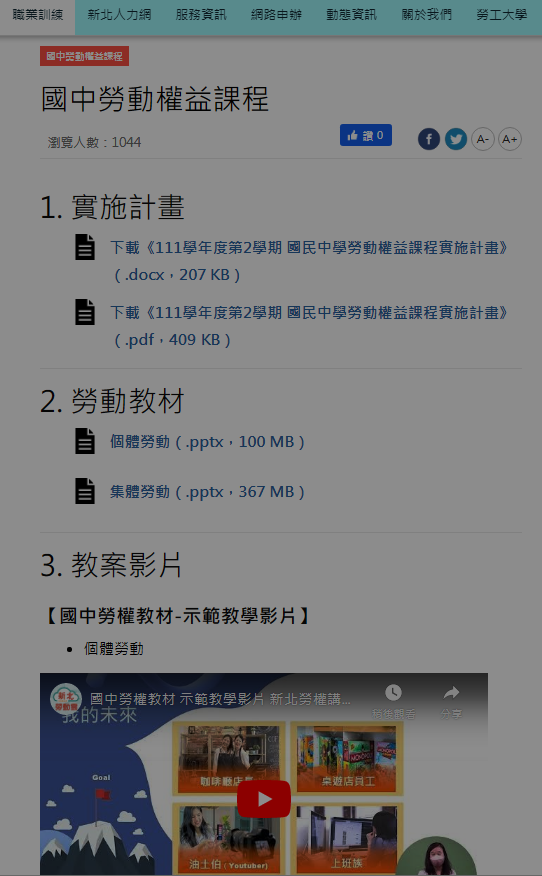 職業訓練 新北人力網 服務資訊 網路申辦 動態資訊 關於我們 勞工大學
國中勞動權益課程
國中勞動權益課程
瀏覽人數：1044
讚 0
A- A+
1. 實施計畫
下載《111學年度第2學期 國民中學勞動權益課程實施計畫》
（.docx，207 KB）
下載《111學年度第2學期 國民中學勞動權益課程實施計畫》
（.pdf，409 KB）
2. 勞動教材
個體勞動（.pptx，100 MB）
集體勞動（.pptx，367 MB）
3. 教案影片
【國中勞權教材-示範教學影片】
個體勞動
新北
勞動雲
國中勞權教材 示範教學影片 新北勞權講...
稍後觀看
分享
我的未來
Goal
咖啡廳店長
桌遊店員工
油土伯（Youtuber）
上班族